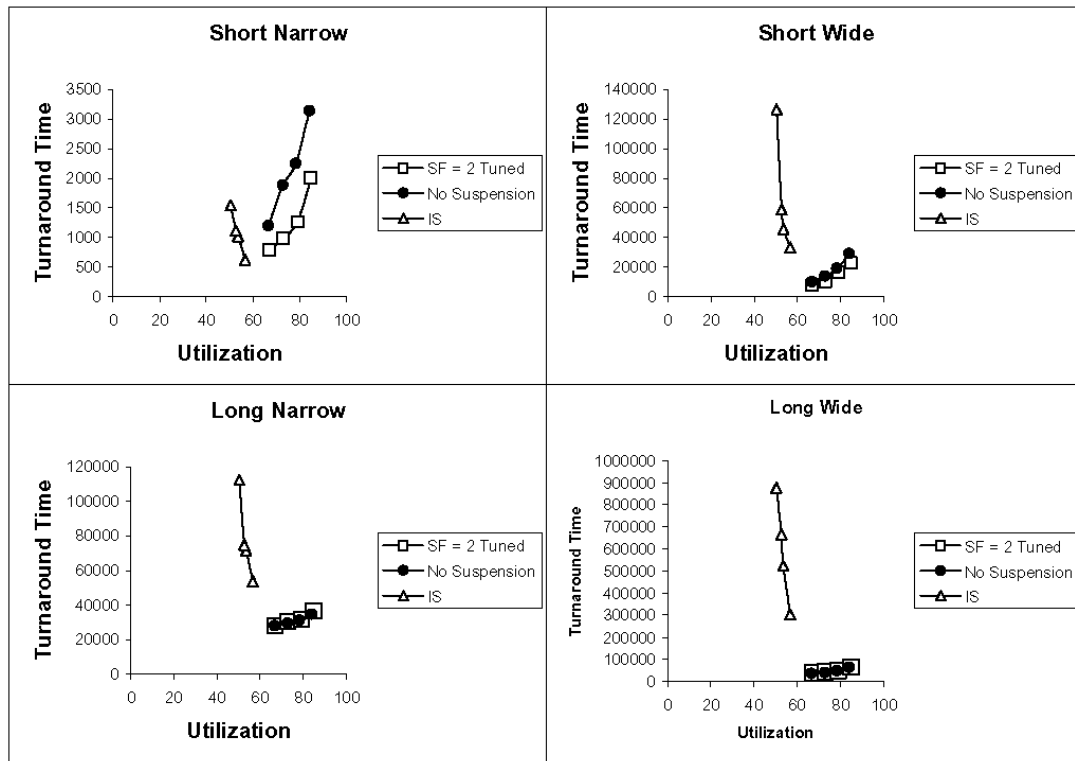 Short Narrow
3500
3000
2500
2000
1500
1000
500
0
0 20 40 60 80 100
Turnaround Time
Utilization
SF = 2 Tuned
No Suspension
IS
Short Wide
140000
120000
100000
80000
60000
40000
20000
0
0 20 40 60 80 100
Turnaround Time
Utilization
SF = 2 Tuned
No Suspension
IS
Long Narrow
120000
100000
80000
60000
40000
20000
0
0 20 40 60 80 100
Turnaround Time
Utilization
SF = 2 Tuned
No Suspension
IS
Long Wide
1000000
900000
800000
700000
600000
500000
400000
300000
200000
100000
0
0 20 40 60 80 100
Turnaround Time
Utilization
SF = 2 Tuned
No Suspension
IS